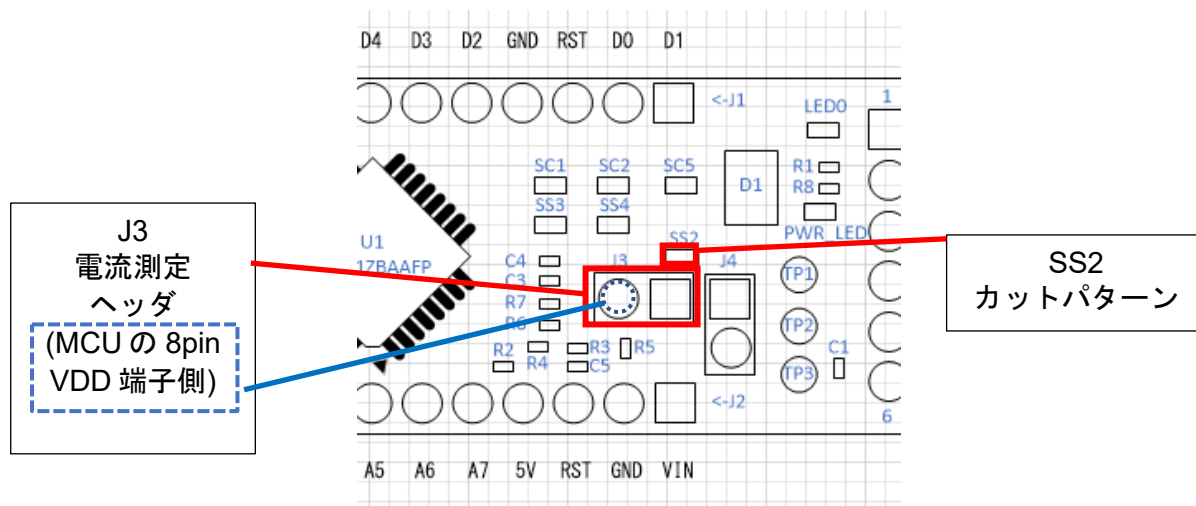 D4 D3 D2 GND RST D0 D1
<-J1
LED0
1
SC1 SC2 SC5
D1
R1
R8
SS3 SS4
PWR_LED
SS2
J3
電流測定
ヘッダ
(MCU の 8pin
VDD 端子側)
U1
1ZBAAFP
C4
J3
J4
C3
TP1
R7
R6
TP2
R2
R4
R3
R5
C5
C1
TP3
<-J2
6
A5 A6 A7 5V RST GND VIN
SS2
カットパターン